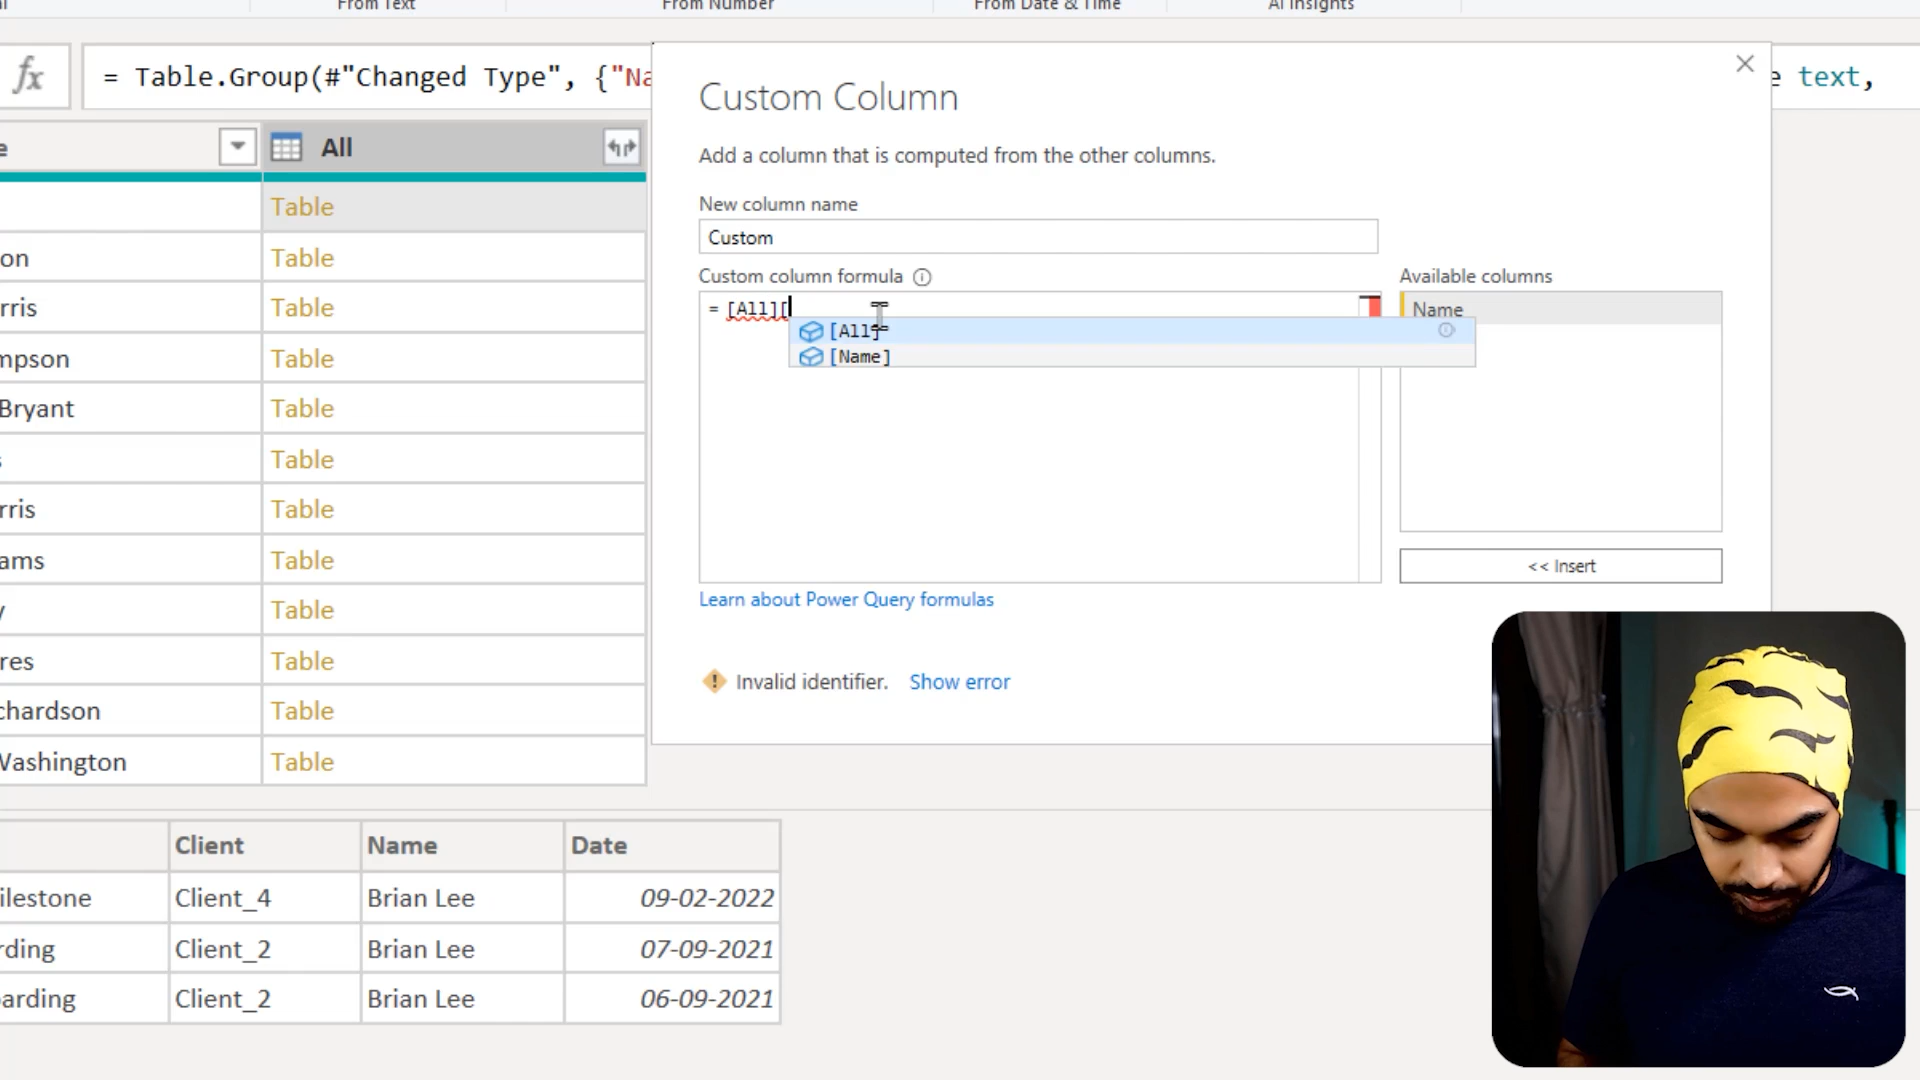 From Text
From Number
From Date & Time
AI Insights
fx
= Table.Group(#"Changed Type", {"Na
e text,
e
All
Table
on
Table
rris
Table
mpson
Table
Bryant
Table
s
Table
rris
Table
ams
Table
y
Table
res
Table
chardson
Table
Washington
Table
Custom Column
Add a column that is computed from the other columns.
New column name
Custom
Custom column formula
Available columns
= [All][
Name
[All]
[Name]
<< Insert
Learn about Power Query formulas
Invalid identifier. Show error
Client Name Date
ilestone Client_4 Brian Lee 09-02-2022
rding Client_2 Brian Lee 07-09-2021
oarding Client_2 Brian Lee 06-09-2021